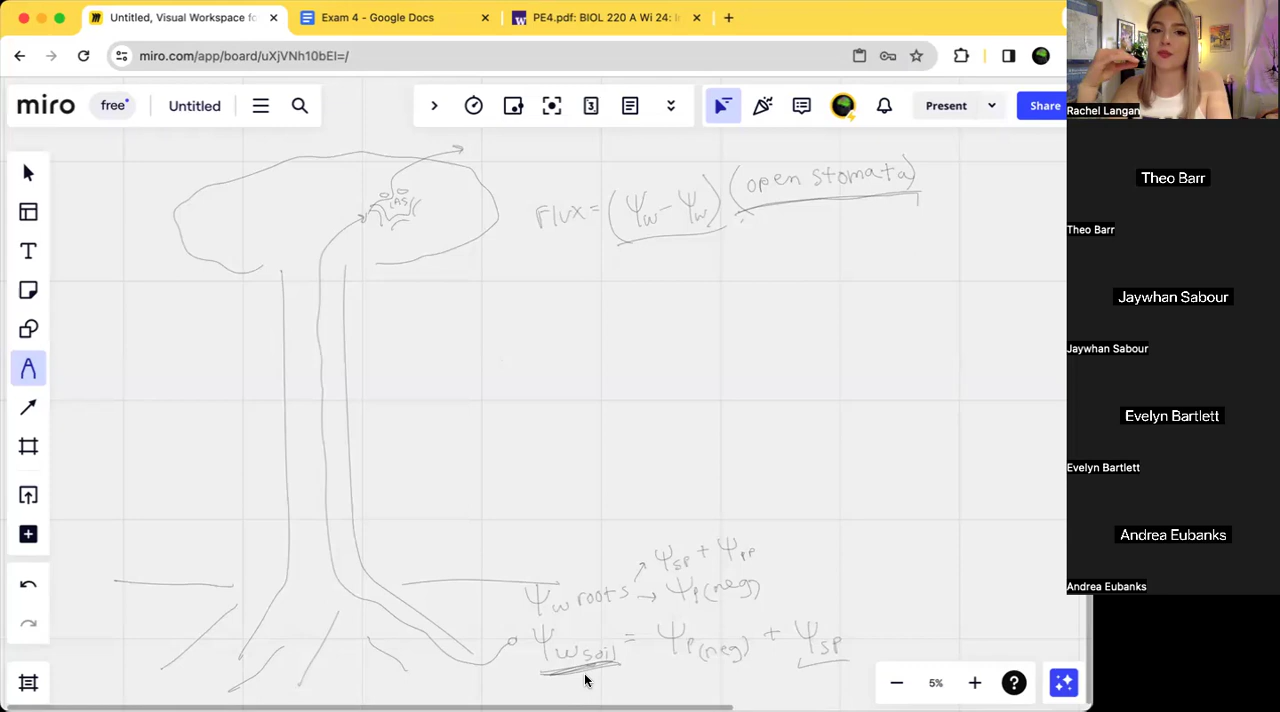 Untitled, Visual Workspace fo
Exam 4 - Google Docs
PE4.pdf: BIOL 220 A Wi 24: I
miro.com/app/board/uXjVNh10bEI=/
miro
free
Untitled
3
Present
Share
Rachel Langan
Theo Barr
Theo Barr
Jaywhan Sabour
Jaywhan Sabour
Evelyn Bartlett
Evelyn Bartlett
Andrea Eubanks
Andrea Eubanks
(AS)
Flux = (Ψw - Ψw) (open stomata)
Ψsp + Ψpp
Ψw roots → Ψp(neg)
Ψw soil = Ψp(neg) + Ψsp
5%
?